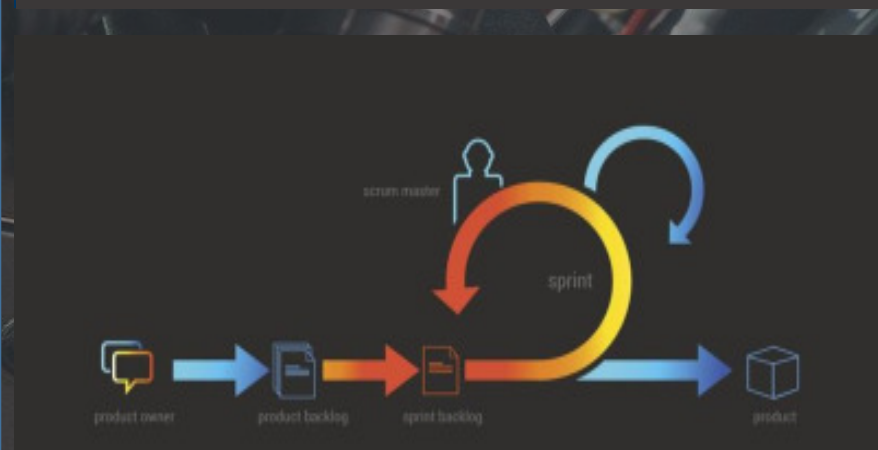 scrum master
sprint
product owner
product backlog
sprint backlog
product